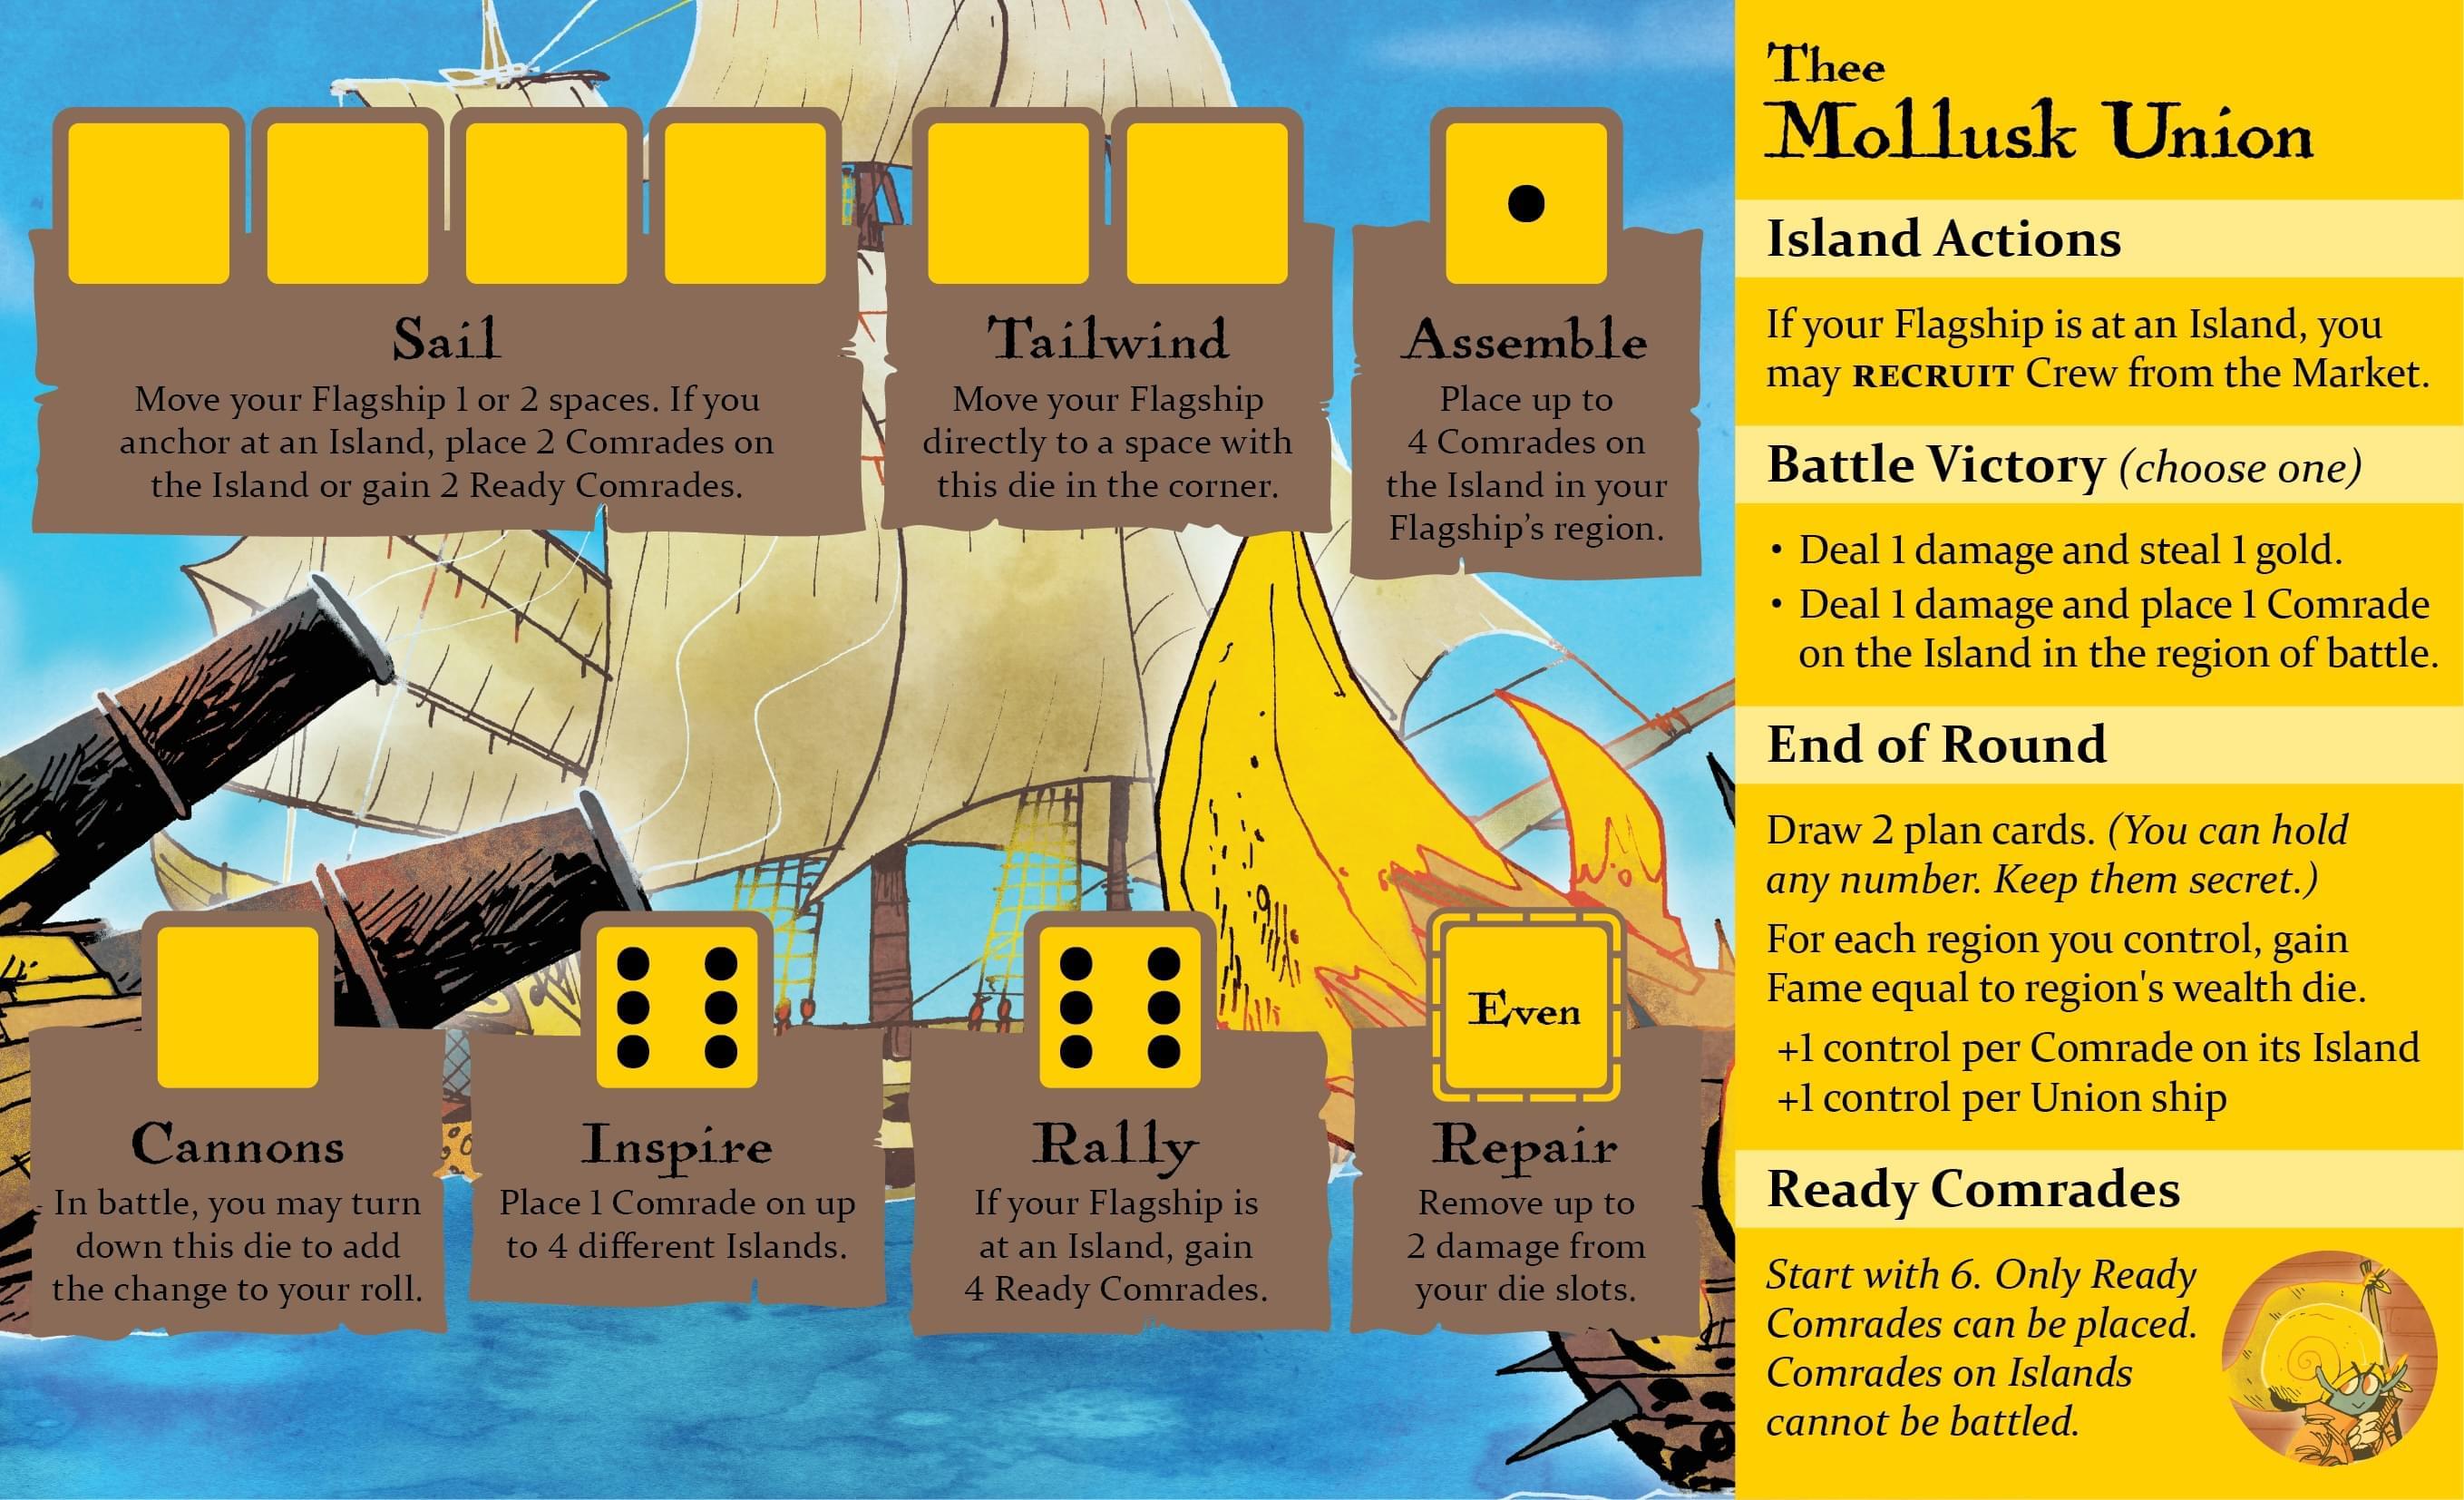 Sail
Move your Flagship 1 or 2 spaces. If you
anchor at an Island, place 2 Comrades on
the Island or gain 2 Ready Comrades.
Tailwind
Move your Flagship
directly to a space with
this die in the corner.
Assemble
Place up to
4 Comrades on
the Island in your
Flagship’s region.
Cannons
In battle, you may turn
down this die to add
the change to your roll.
Inspire
Place 1 Comrade on up
to 4 different Islands.
Rally
If your Flagship is
at an Island, gain
4 Ready Comrades.
Even
Repair
Remove up to
2 damage from
your die slots.
Thee
Mollusk Union
Island Actions
If your Flagship is at an Island, you
may RECRUIT Crew from the Market.
Battle Victory (choose one)
• Deal 1 damage and steal 1 gold.
• Deal 1 damage and place 1 Comrade
on the Island in the region of battle.
End of Round
Draw 2 plan cards. (You can hold
any number. Keep them secret.)
For each region you control, gain
Fame equal to region's wealth die.
+1 control per Comrade on its Island
+1 control per Union ship
Ready Comrades
Start with 6. Only Ready
Comrades can be placed.
Comrades on Islands
cannot be battled.